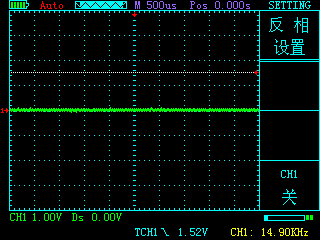 Auto M 500us Pos 0.000s SETTING
反 相
设置
1
CH1
关
CH1 1.00V Ds 0.00V
TCH1 1.52V CH1: 14.90KHz